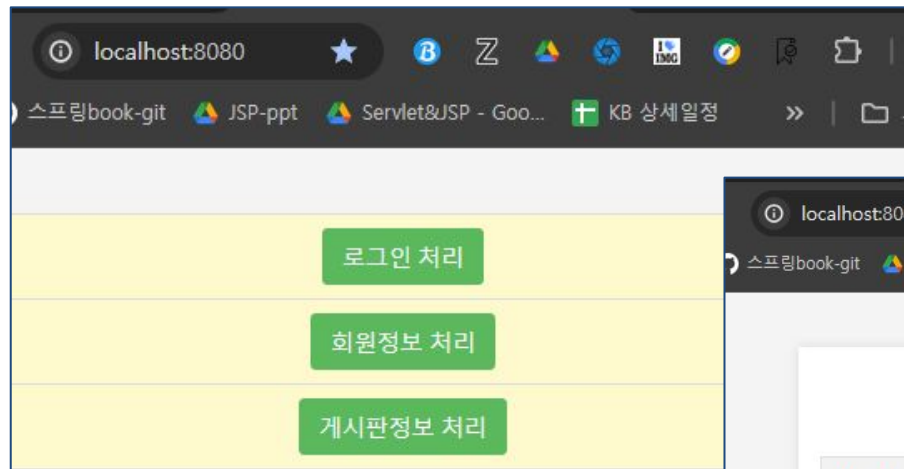 localhost:8080
스프링book-git JSP-ppt Servlet&JSP - Goo... KB 상세일정 »
로그인 처리
회원정보 처리
게시판정보 처리
localhost:80
스프링book-git